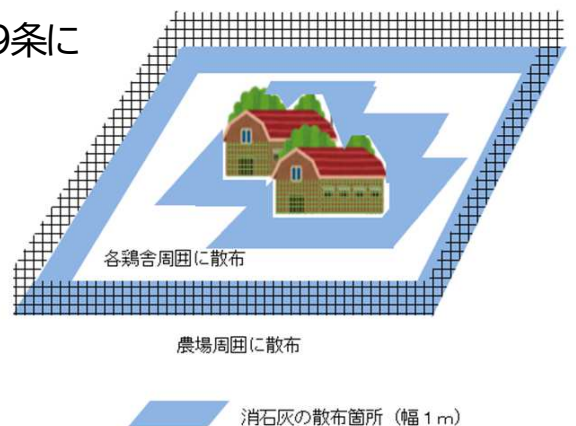 9条に
各鶏舎周囲に散布
農場周囲に散布
消石灰の散布箇所（幅１ｍ）